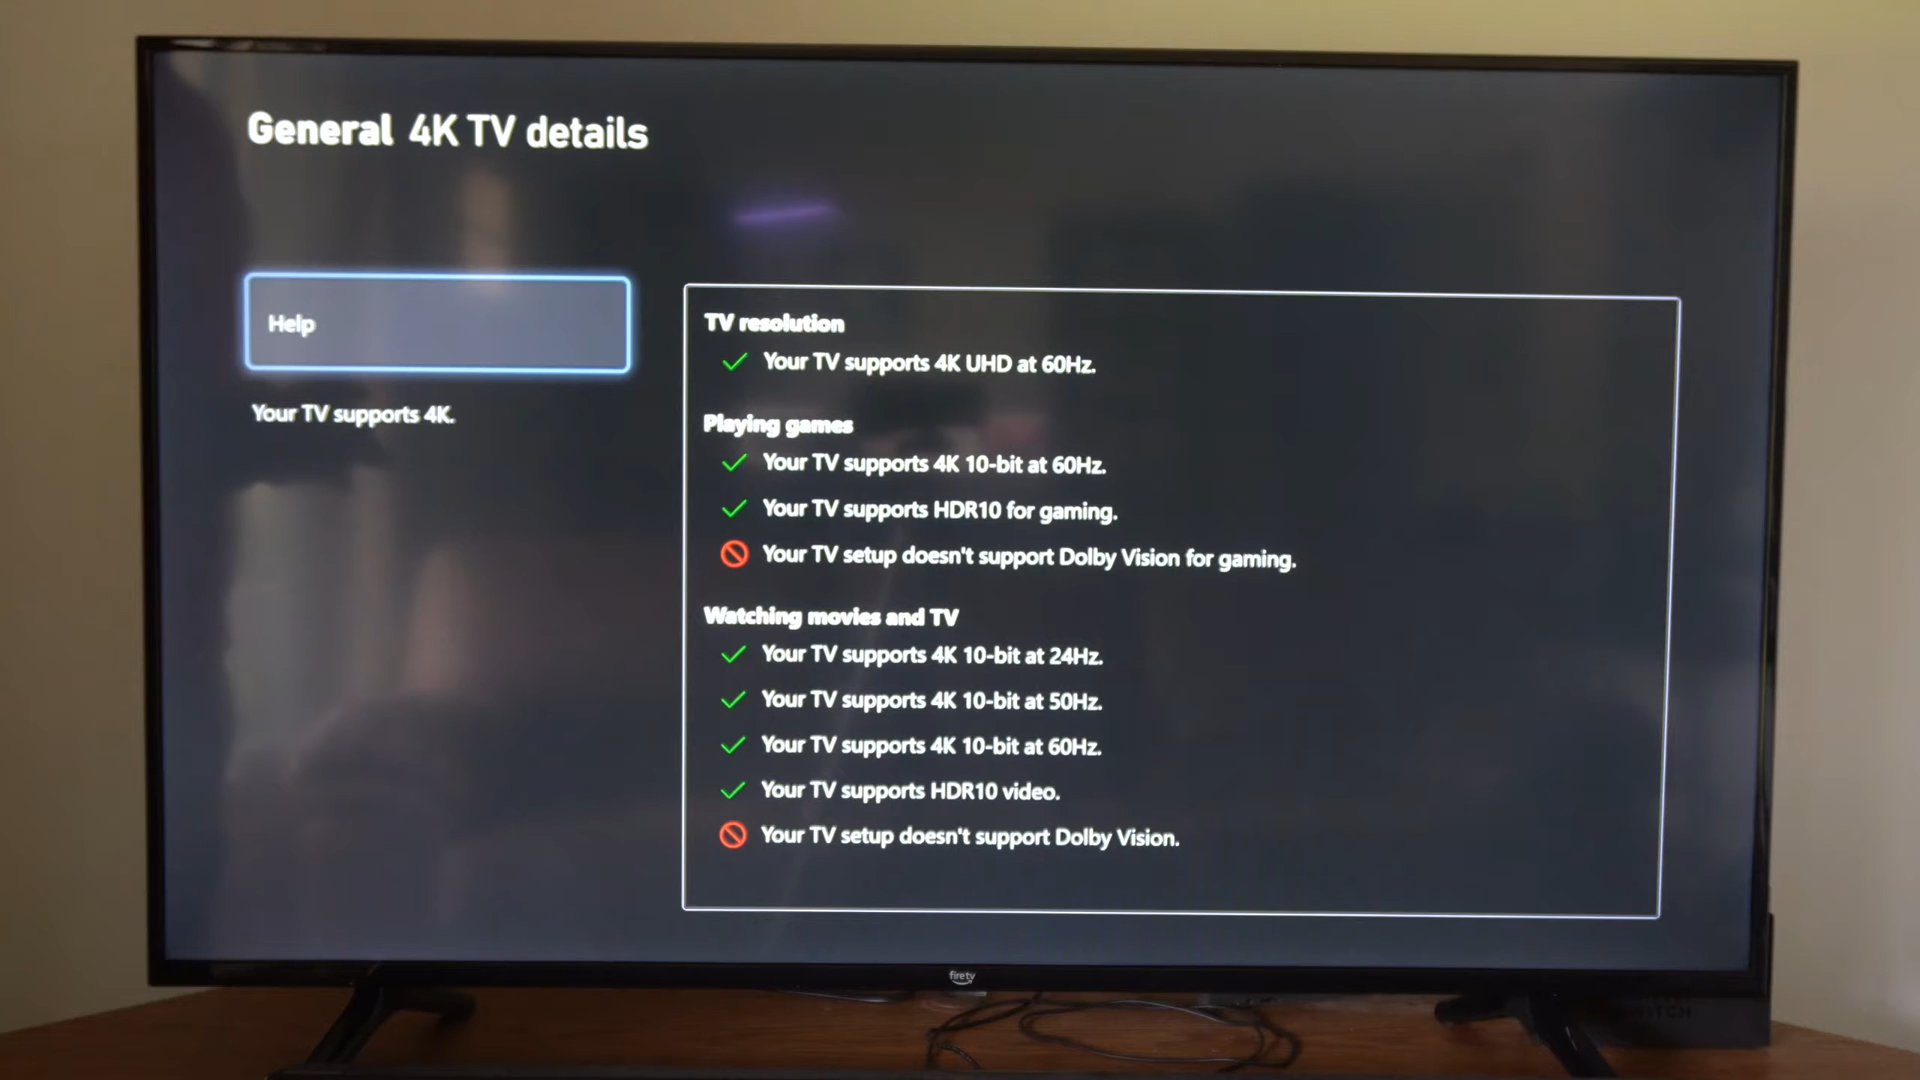 General 4K TV details
Help
Your TV supports 4K.
TV resolution
Your TV supports 4K UHD at 60Hz.
Playing games
Your TV supports 4K 10-bit at 60Hz.
Your TV supports HDR10 for gaming.
Your TV setup doesn't support Dolby Vision for gaming.
Watching movies and TV
Your TV supports 4K 10-bit at 24Hz.
Your TV supports 4K 10-bit at 50Hz.
Your TV supports 4K 10-bit at 60Hz.
Your TV supports HDR10 video.
Your TV setup doesn't support Dolby Vision.
firetv